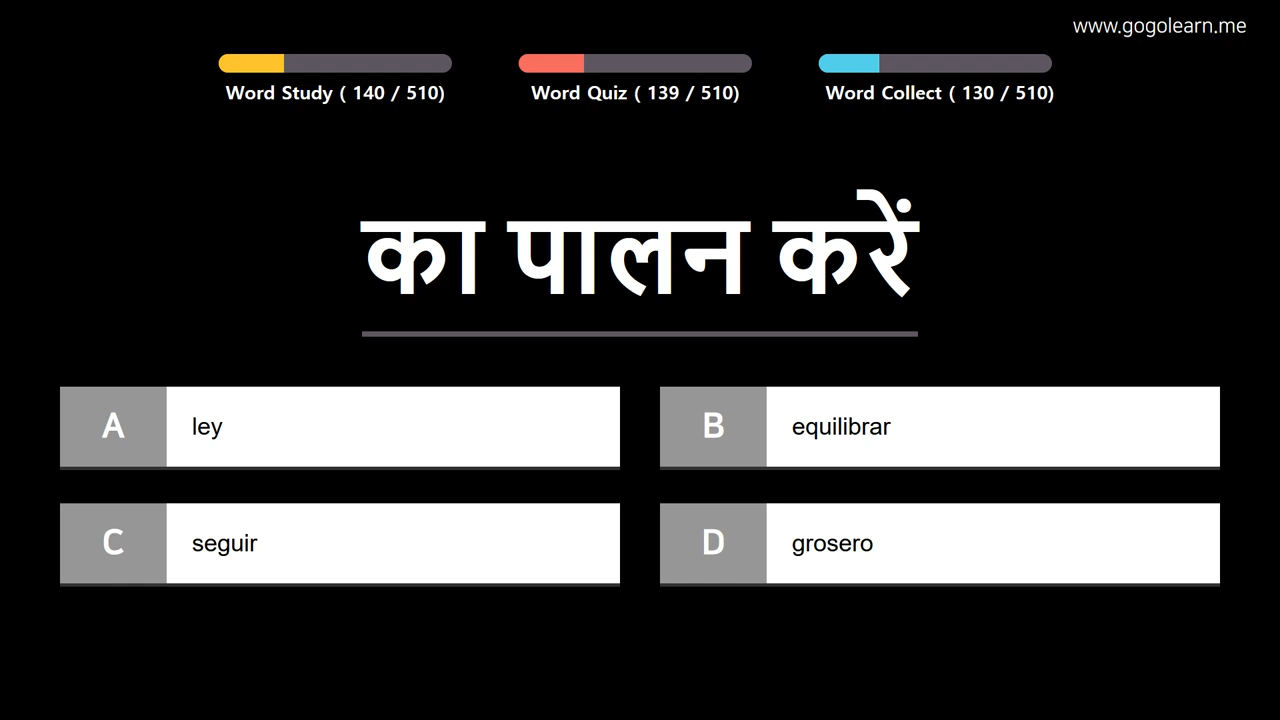 www.gogolearn.me
Word Study ( 140 / 510)
Word Quiz ( 139 / 510)
Word Collect ( 130 / 510)
का पालन करें
A ley
B equilibrar
C seguir
D grosero